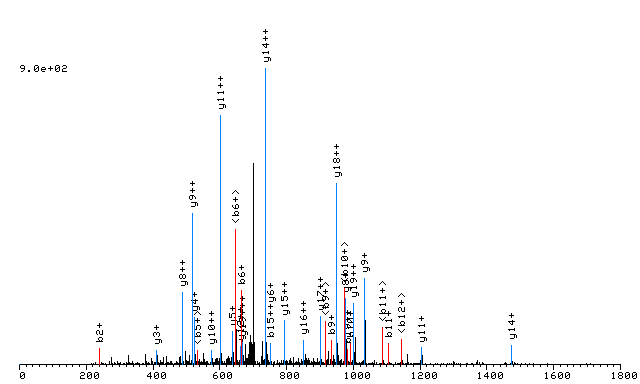 9.0e+02
b2+
y3+
y8++
y9++
y4+
<b5+>
y10++
y11++
y5+
<b6+>
b6+
y14++
b15++
y6+
y15++
y16++
y17++
<b9+>
b9+
y18++
<b10+>
y8+
y19++
y9+
<b11+>
b11+
<b12+>
y11+
y14+
0 200 400 600 800 1000 1200 1400 1600 1800